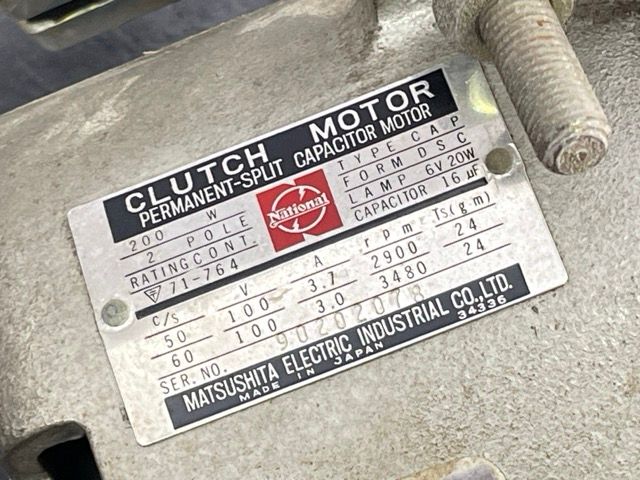 CLUTCH MOTOR
PERMANENT-SPLIT CAPACITOR MOTOR
200 W
2 POLE
RATING CONT.
71-764
National
TYPE CAP
FORM DSC
LAMP 6V 20W
CAPACITOR 16 μF
C/S V A rpm Ts(g·m)
50 100 3.7 2900 24
60 100 3.0 3480 24
SER. NO. 90202078
MATSUSHITA ELECTRIC INDUSTRIAL CO.,LTD.
MADE IN JAPAN 34336